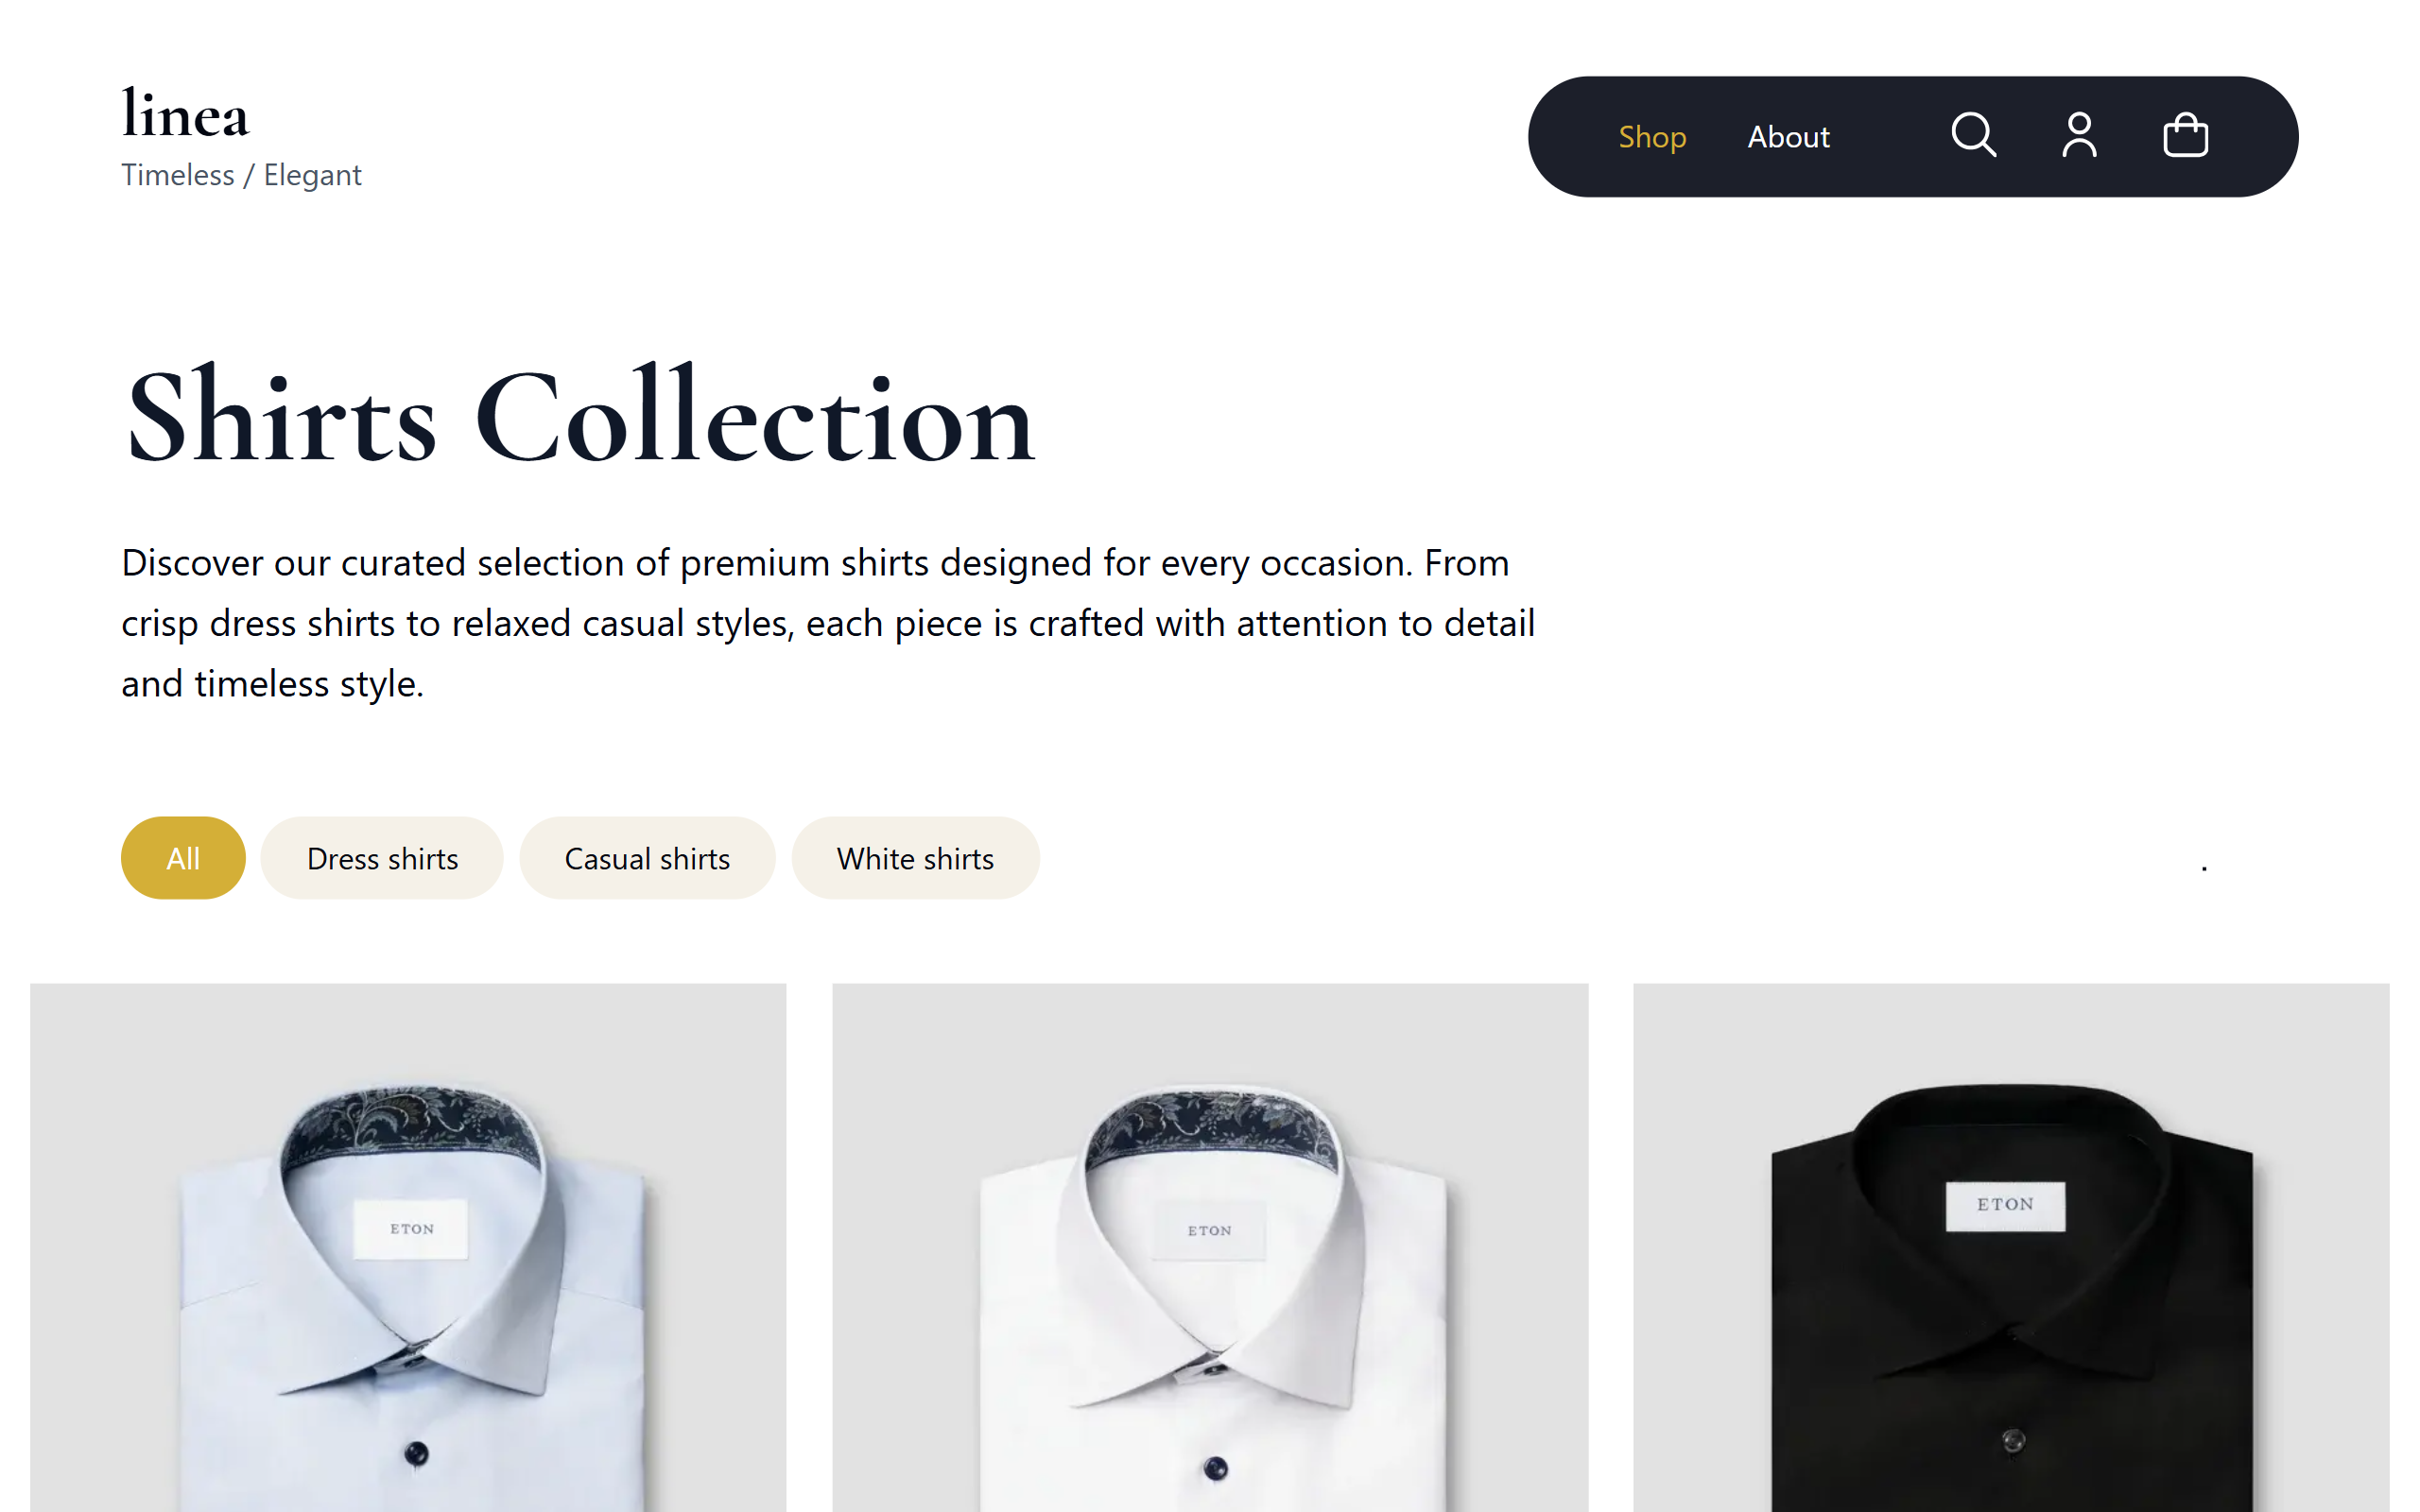 linea
Timeless / Elegant
Shop About
Shirts Collection
Discover our curated selection of premium shirts designed for every occasion. From
crisp dress shirts to relaxed casual styles, each piece is crafted with attention to detail
and timeless style.
All Dress shirts Casual shirts White shirts .
ETON ETON ETON